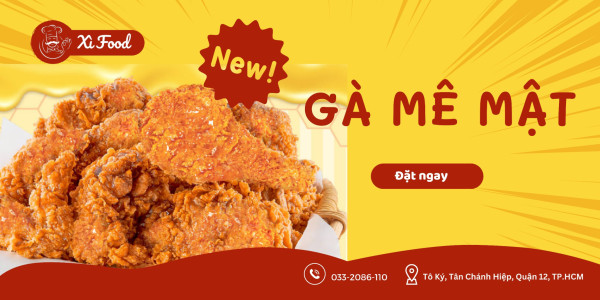 Xì Food
New!
GÀ MÊ MẬT
Đặt ngay
033-2086-110
Tô Ký, Tân Chánh Hiệp, Quận 12, TP.HCM